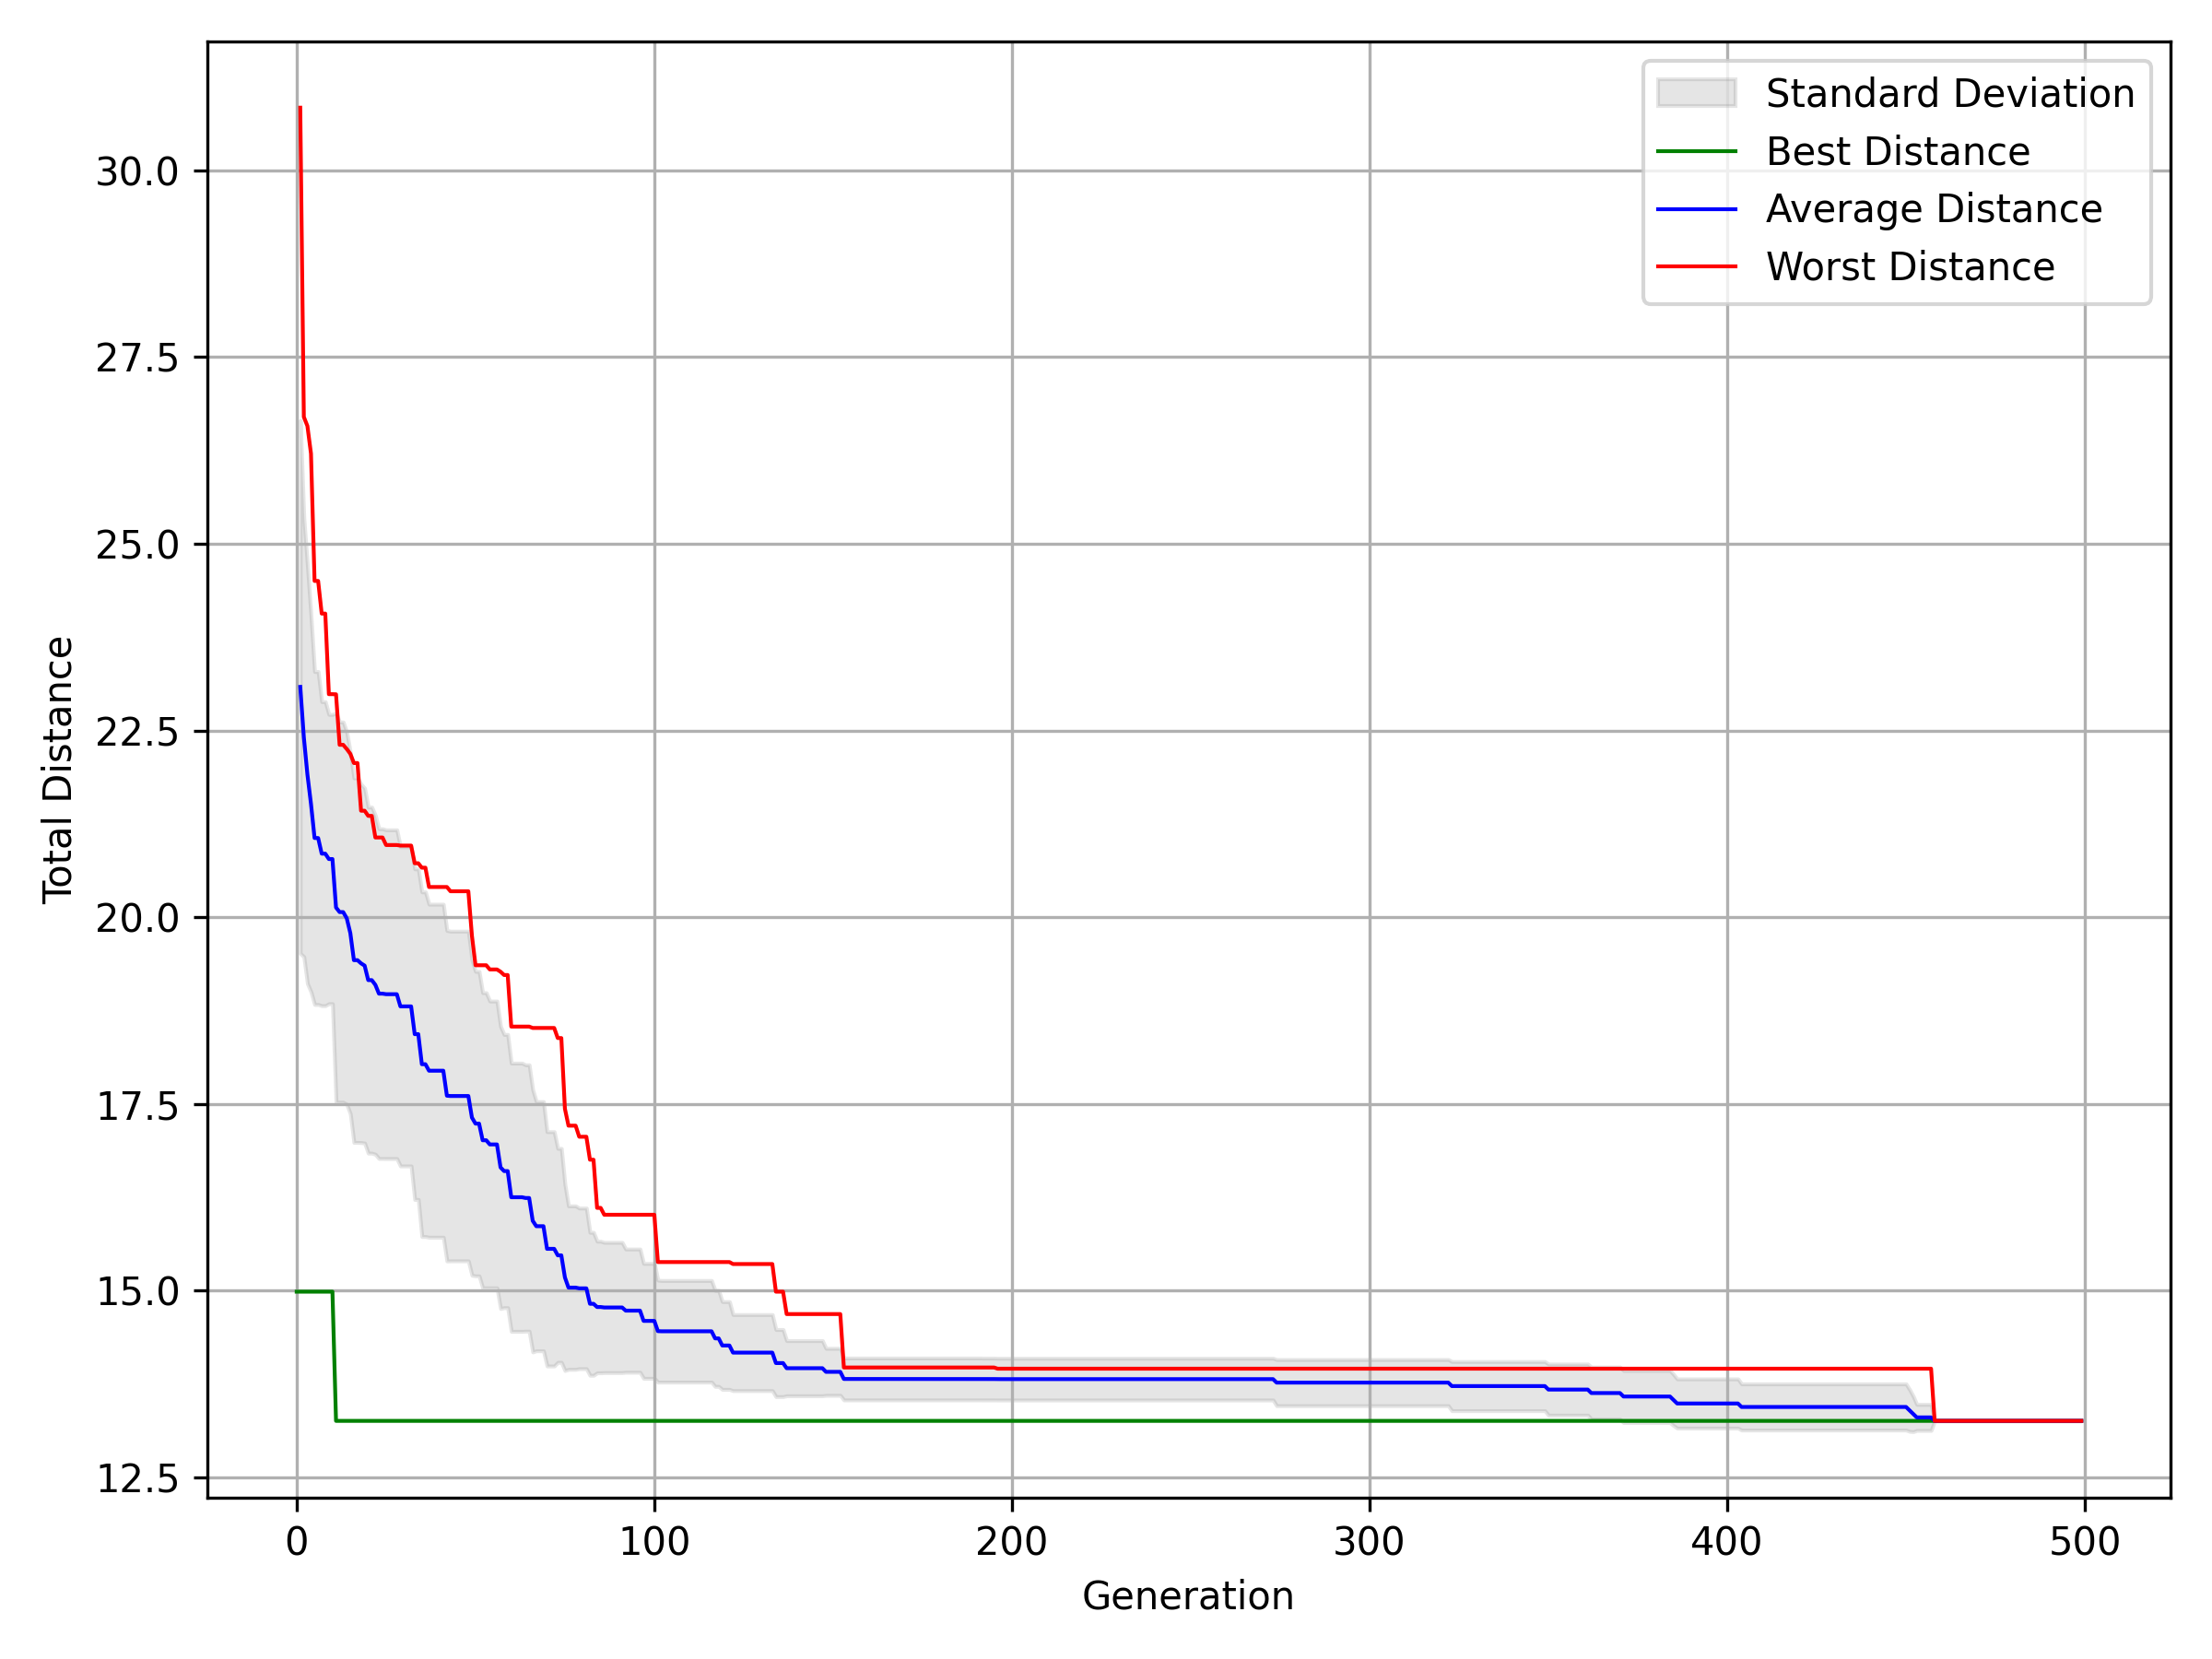 Standard Deviation
Best Distance
Average Distance
Worst Distance
30.0
27.5
25.0
22.5
20.0
17.5
15.0
12.5
Total Distance
0 100 200 300 400 500
Generation